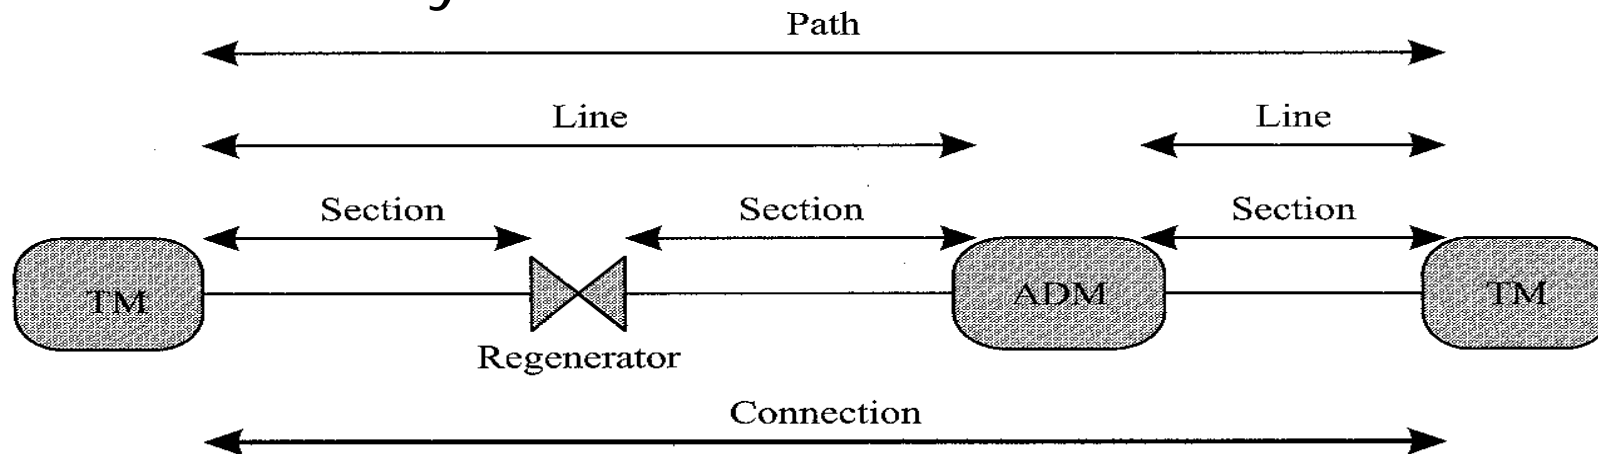 Path
Line Line
Section Section Section
TM ADM TM
Regenerator
Connection